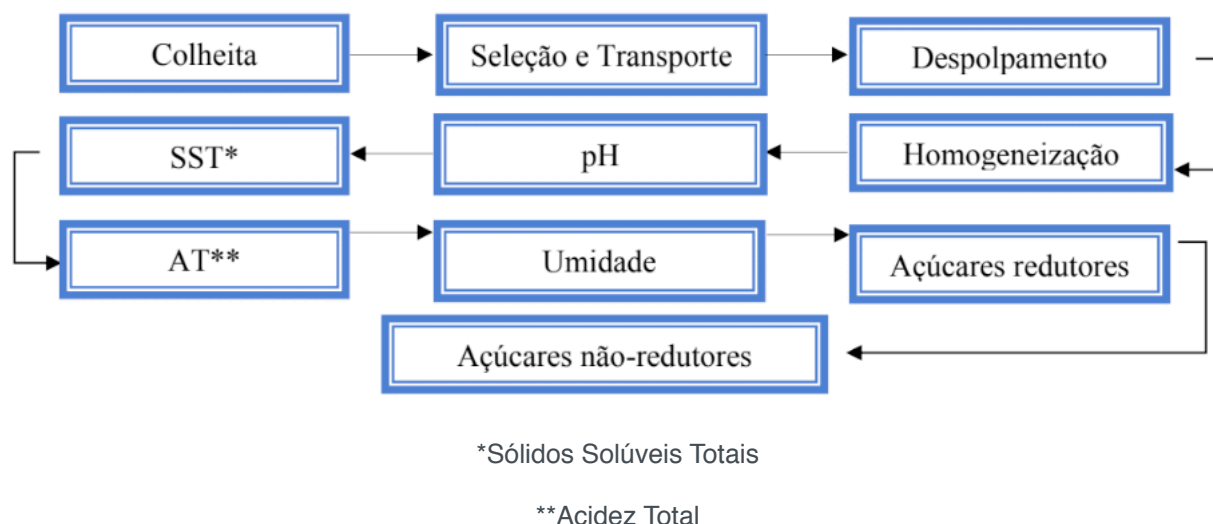 Colheita
Seleção e Transporte
Despolpamento
Homogeneização
pH
SST*
AT**
Umidade
Açúcares redutores
Açúcares não-redutores
*Sólidos Solúveis Totais
**Acidez Total